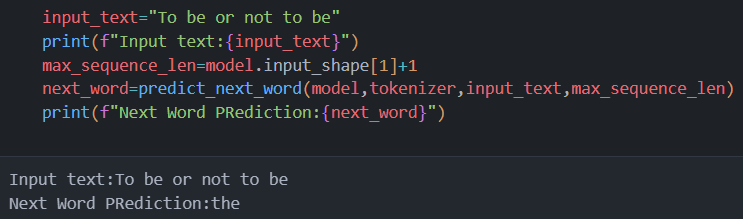 input_text="To be or not to be"
print(f"Input text:{input_text}")
max_sequence_len=model.input_shape[1]+1
next_word=predict_next_word(model,tokenizer,input_text,max_sequence_len)
print(f"Next Word PRediction:{next_word}")
Input text:To be or not to be
Next Word PRediction:the